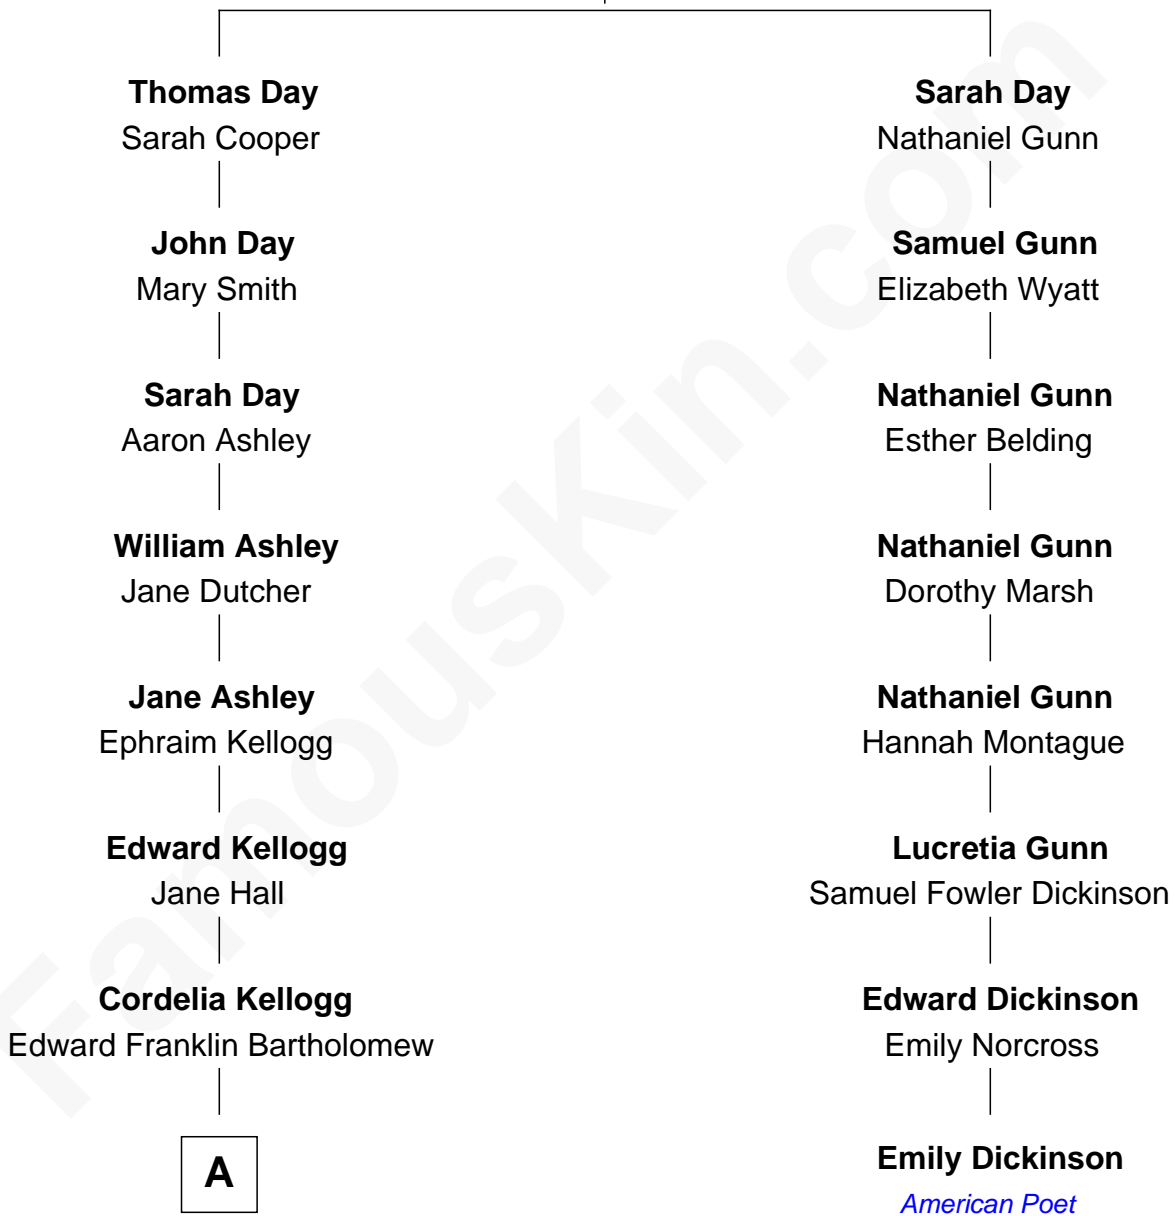 Thomas Day
Sarah Cooper
John Day
Mary Smith
Sarah Day
Aaron Ashley
William Ashley
Jane Dutcher
Jane Ashley
Ephraim Kellogg
Edward Kellogg
Jane Hall
Cordelia Kellogg
Edward Franklin Bartholomew
A
Sarah Day
Nathaniel Gunn
Samuel Gunn
Elizabeth Wyatt
Nathaniel Gunn
Esther Belding
Nathaniel Gunn
Dorothy Marsh
Nathaniel Gunn
Hannah Montague
Lucretia Gunn
Samuel Fowler Dickinson
Edward Dickinson
Emily Norcross
Emily Dickinson
American Poet
FamousKin.com